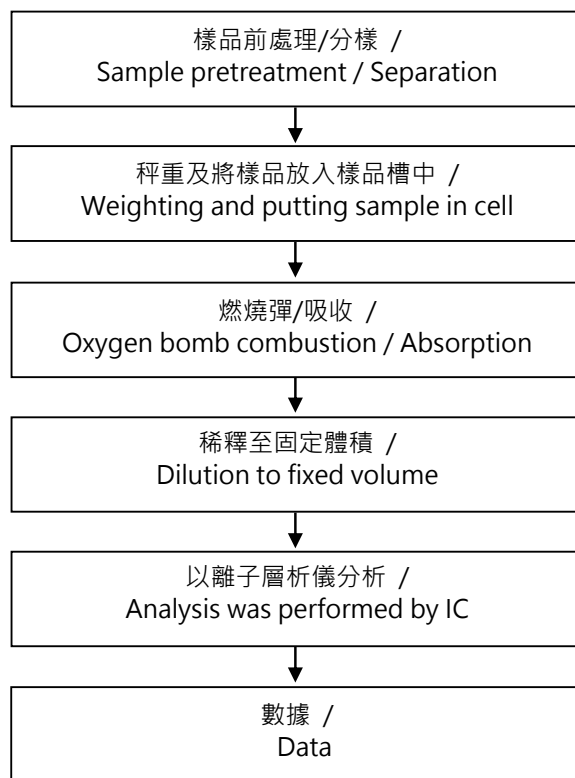 樣品前處理/分樣 /
Sample pretreatment / Separation
秤重及將樣品放入樣品槽中 /
Weighting and putting sample in cell
燃燒彈/吸收 /
Oxygen bomb combustion / Absorption
稀釋至固定體積 /
Dilution to fixed volume
以離子層析儀分析 /
Analysis was performed by IC
數據 /
Data